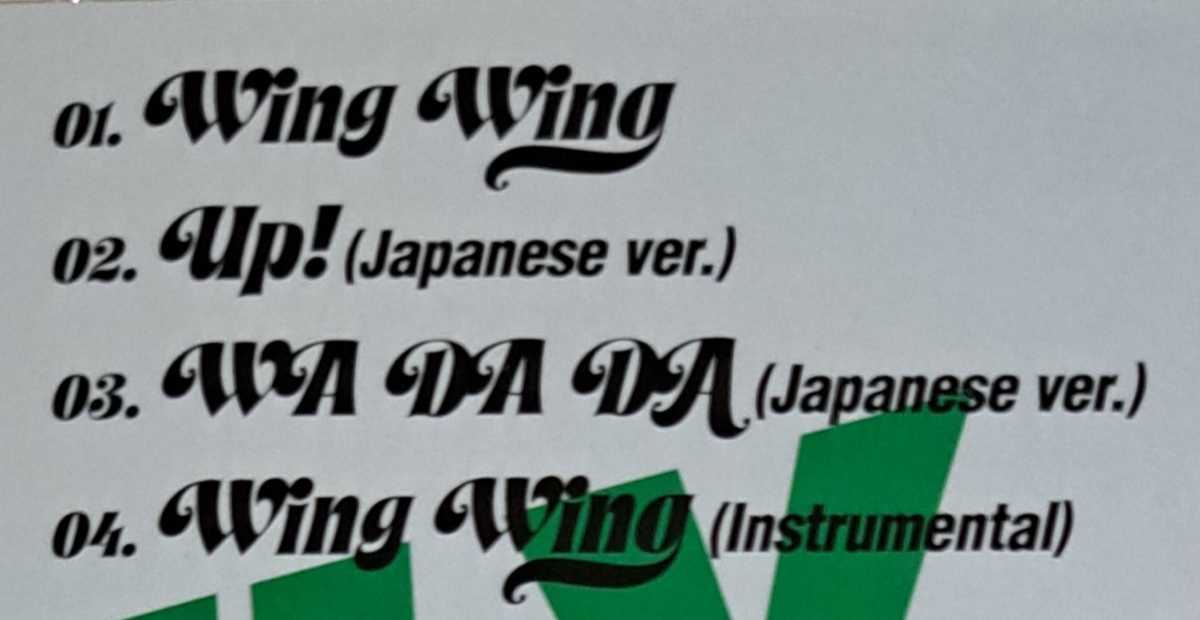 01. Wing Wing
02. Up! (Japanese ver.)
03. WA DA DA (Japanese ver.)
04. Wing Wing (Instrumental)